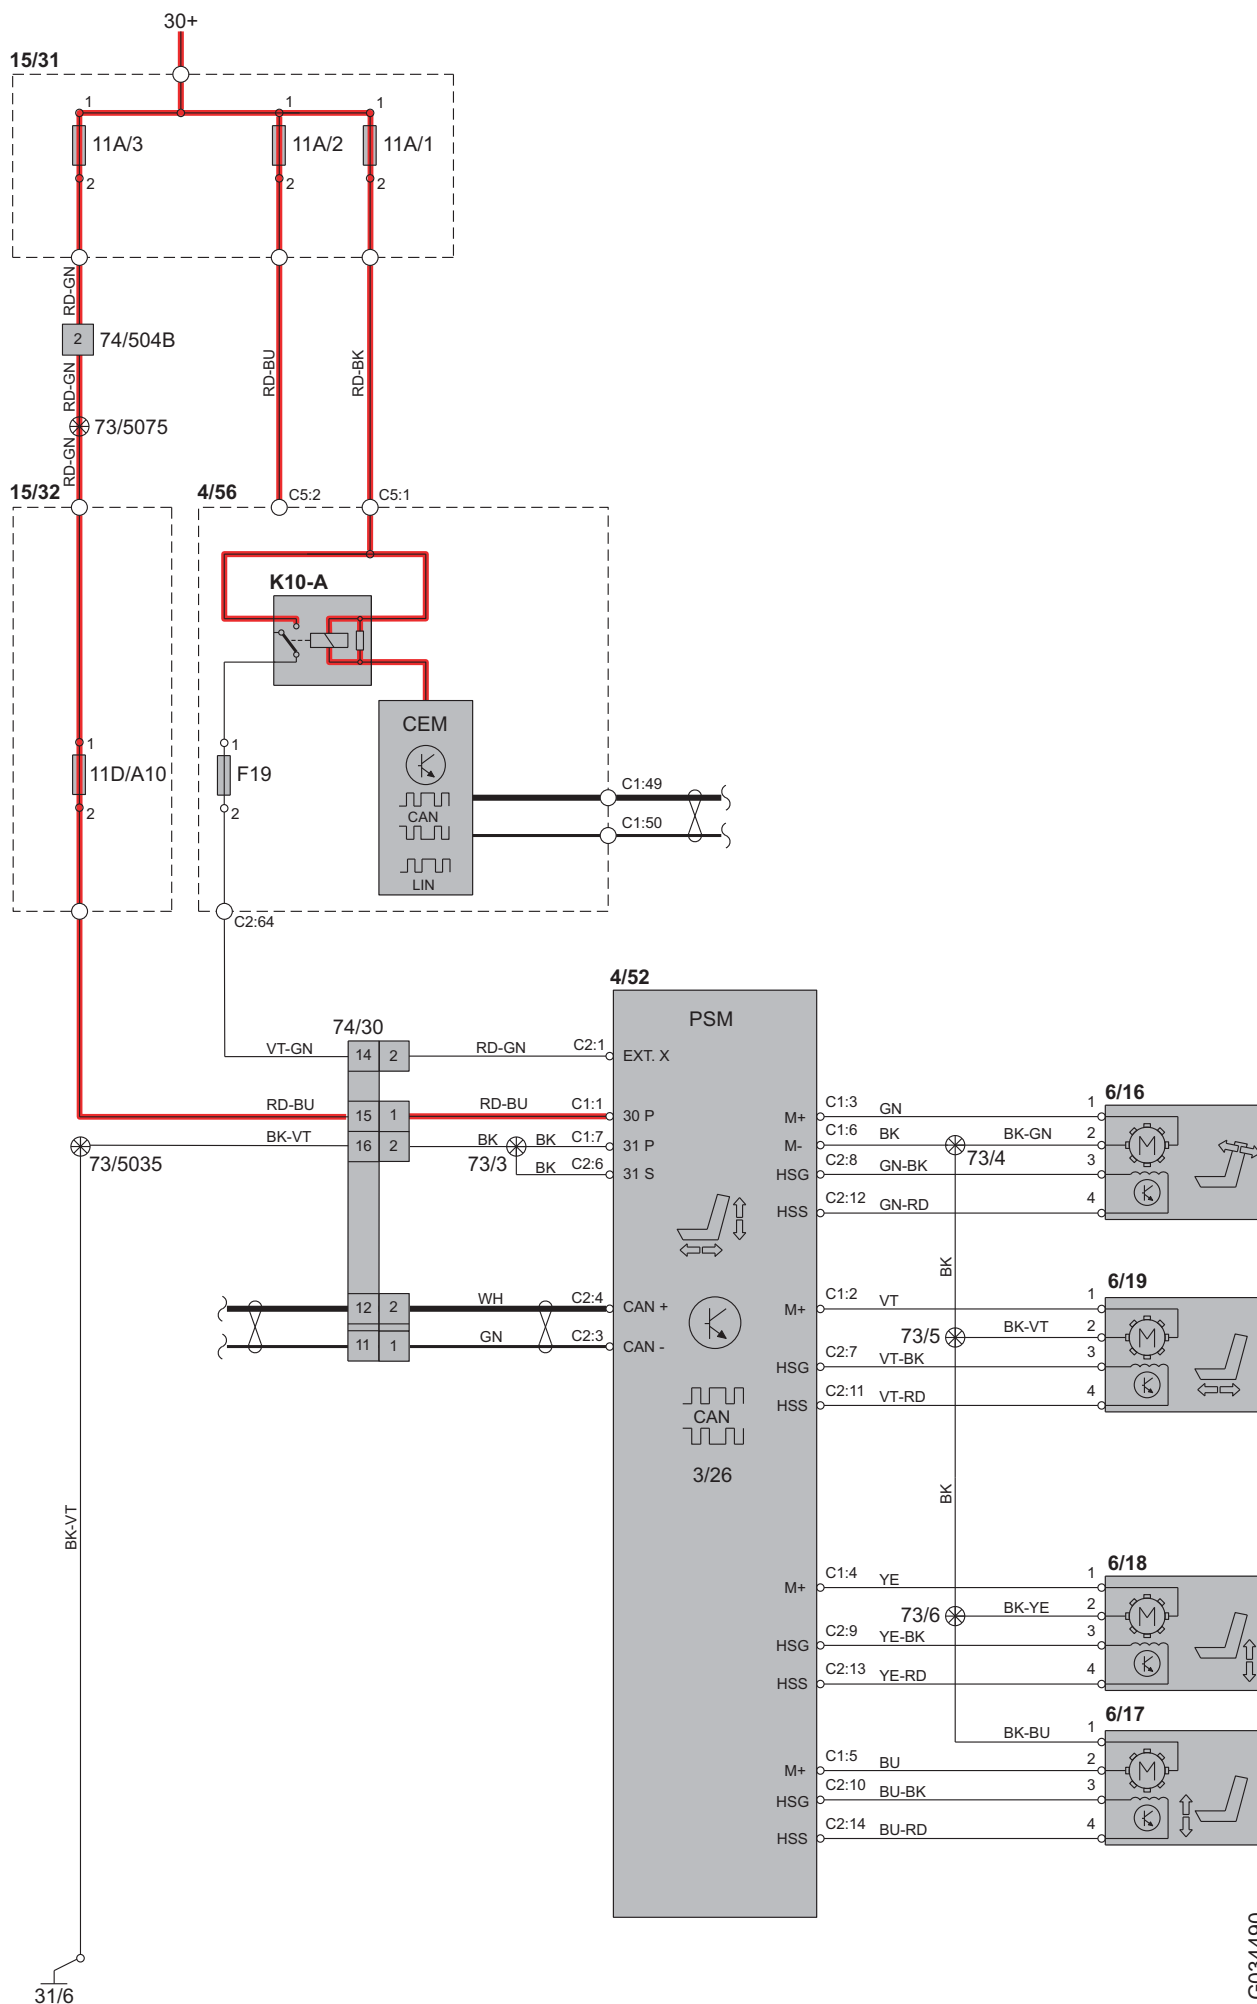 30+
15/31
1 1 1
11A/3 11A/2 11A/1
2 2 2
RD-GN
2 74/504B
RD-GN RD-BU RD-BK
73/5075
RD-GN
15/32 4/56 C5:2 C5:1
K10-A
CEM
1 1
11D/A10 F19
2 2
CAN
LIN
C1:49
C1:50
C2:64
4/52
PSM
74/30
VT-GN 14 2 RD-GN C2:1 EXT. X
RD-BU 15 1 RD-BU C1:1 30 P
BK-VT 16 2 BK BK C1:7 31 P
73/5035 73/3 BK C2:6 31 S
6/16
M+ C1:3 GN 1
M- C1:6 BK BK-GN 2 M
73/4
HSG C2:8 GN-BK 3
HSS C2:12 GN-RD 4
BK
12 2 WH C2:4 CAN +
11 1 GN C2:3 CAN -
6/19
M+ C1:2 VT 1
73/5 BK-VT 2 M
HSG C2:7 VT-BK 3
HSS C2:11 VT-RD 4
CAN
3/26
BK
BK-VT
6/18
M+ C1:4 YE 1
73/6 BK-YE 2 M
HSG C2:9 YE-BK 3
HSS C2:13 YE-RD 4
6/17
BK-BU 1
M+ C1:5 BU 2 M
HSG C2:10 BU-BK 3
HSS C2:14 BU-RD 4
31/6
G034490